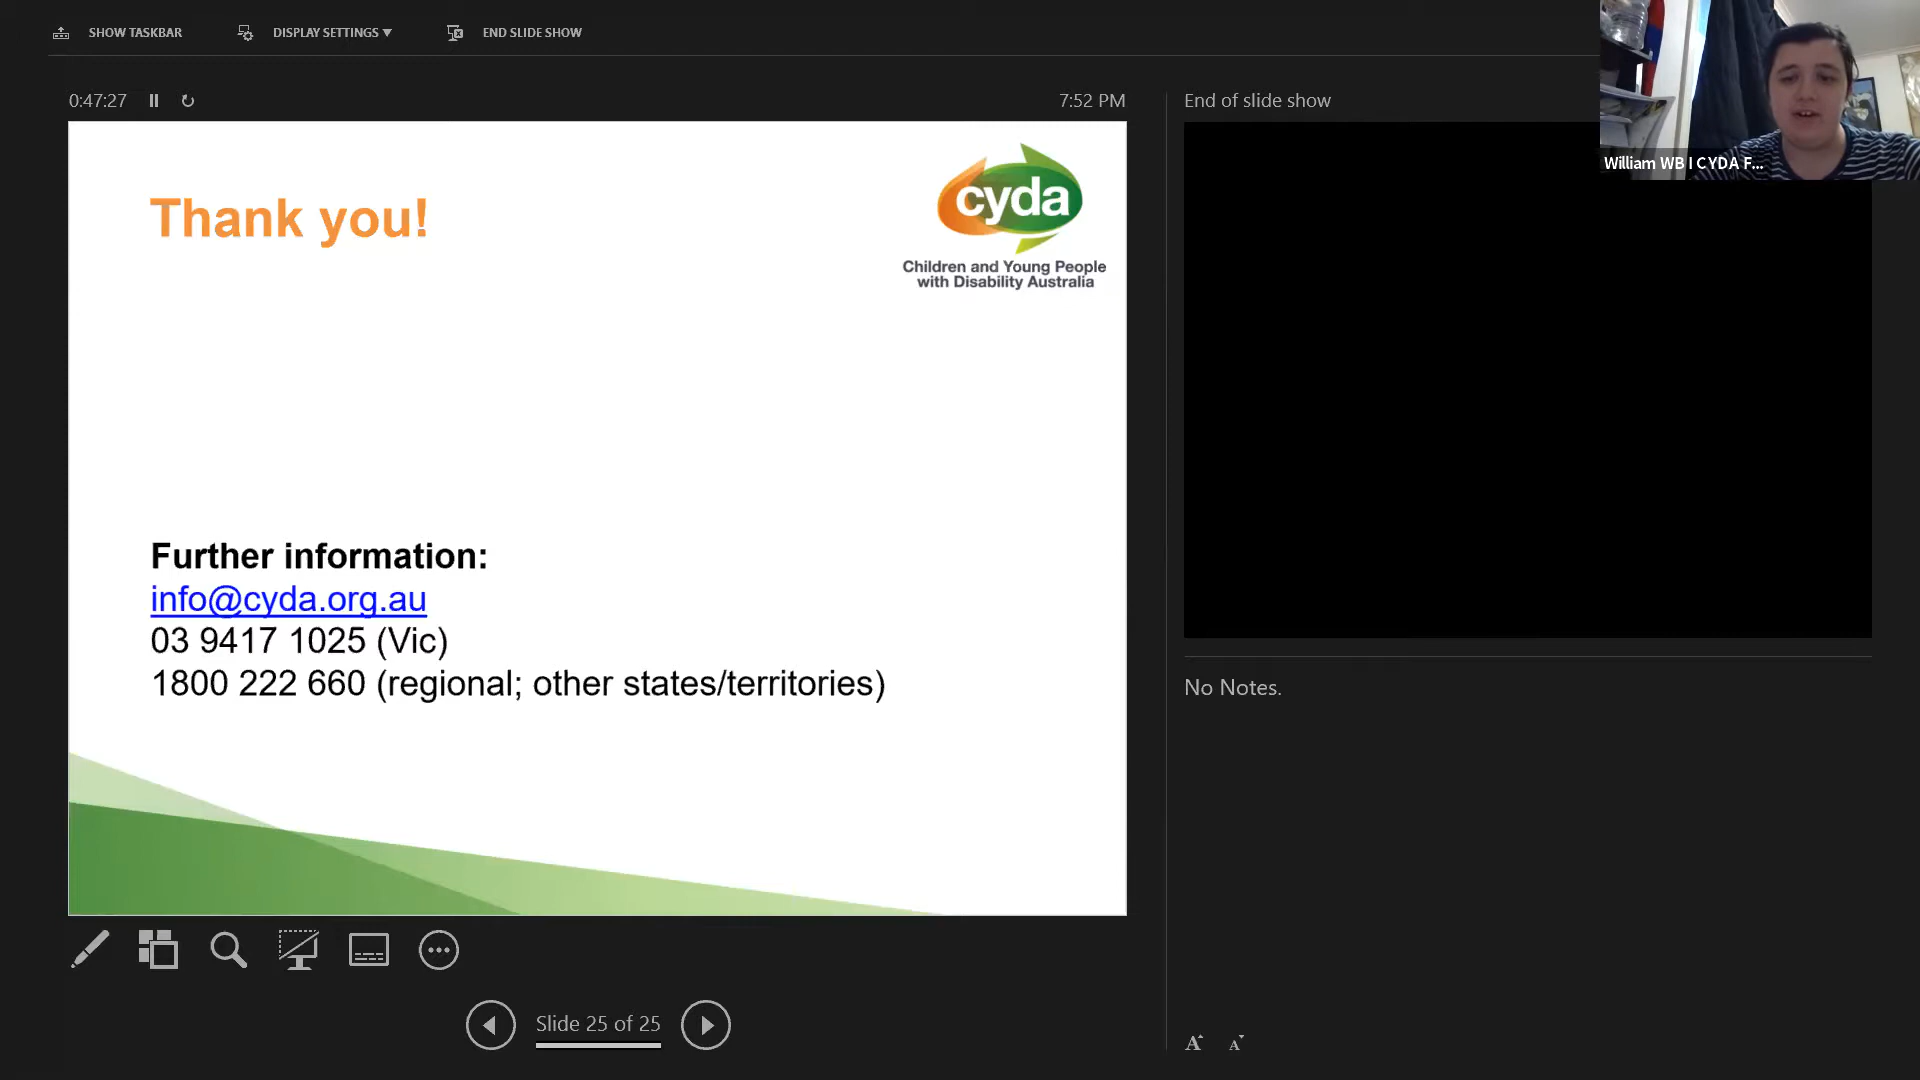 SHOW TASKBAR
DISPLAY SETTINGS ▼
END SLIDE SHOW
0:47:27
7:52 PM
End of slide show
William WB I CYDA F...
Thank you!
cyda
Children and Young People
with Disability Australia
Further information:
info@cyda.org.au
03 9417 1025 (Vic)
1800 222 660 (regional; other states/territories)
No Notes.
Slide 25 of 25
A A